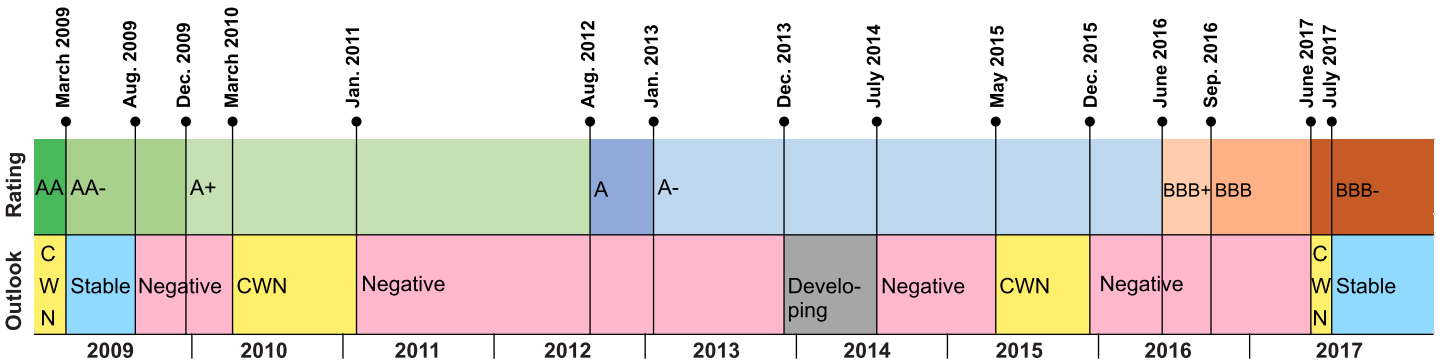 March 2009
Aug. 2009
Dec. 2009
March 2010
Jan. 2011
Aug. 2012
Jan. 2013
Dec. 2013
July 2014
May 2015
Dec. 2015
June 2016
Sep. 2016
June 2017
July 2017
Rating
AA
AA-
A+
A
A-
BBB+
BBB
BBB-
Outlook
C
W
N
Stable
Negative
CWN
Negative
Develo-
ping
Negative
CWN
Negative
C
W
N
Stable
2009
2010
2011
2012
2013
2014
2015
2016
2017